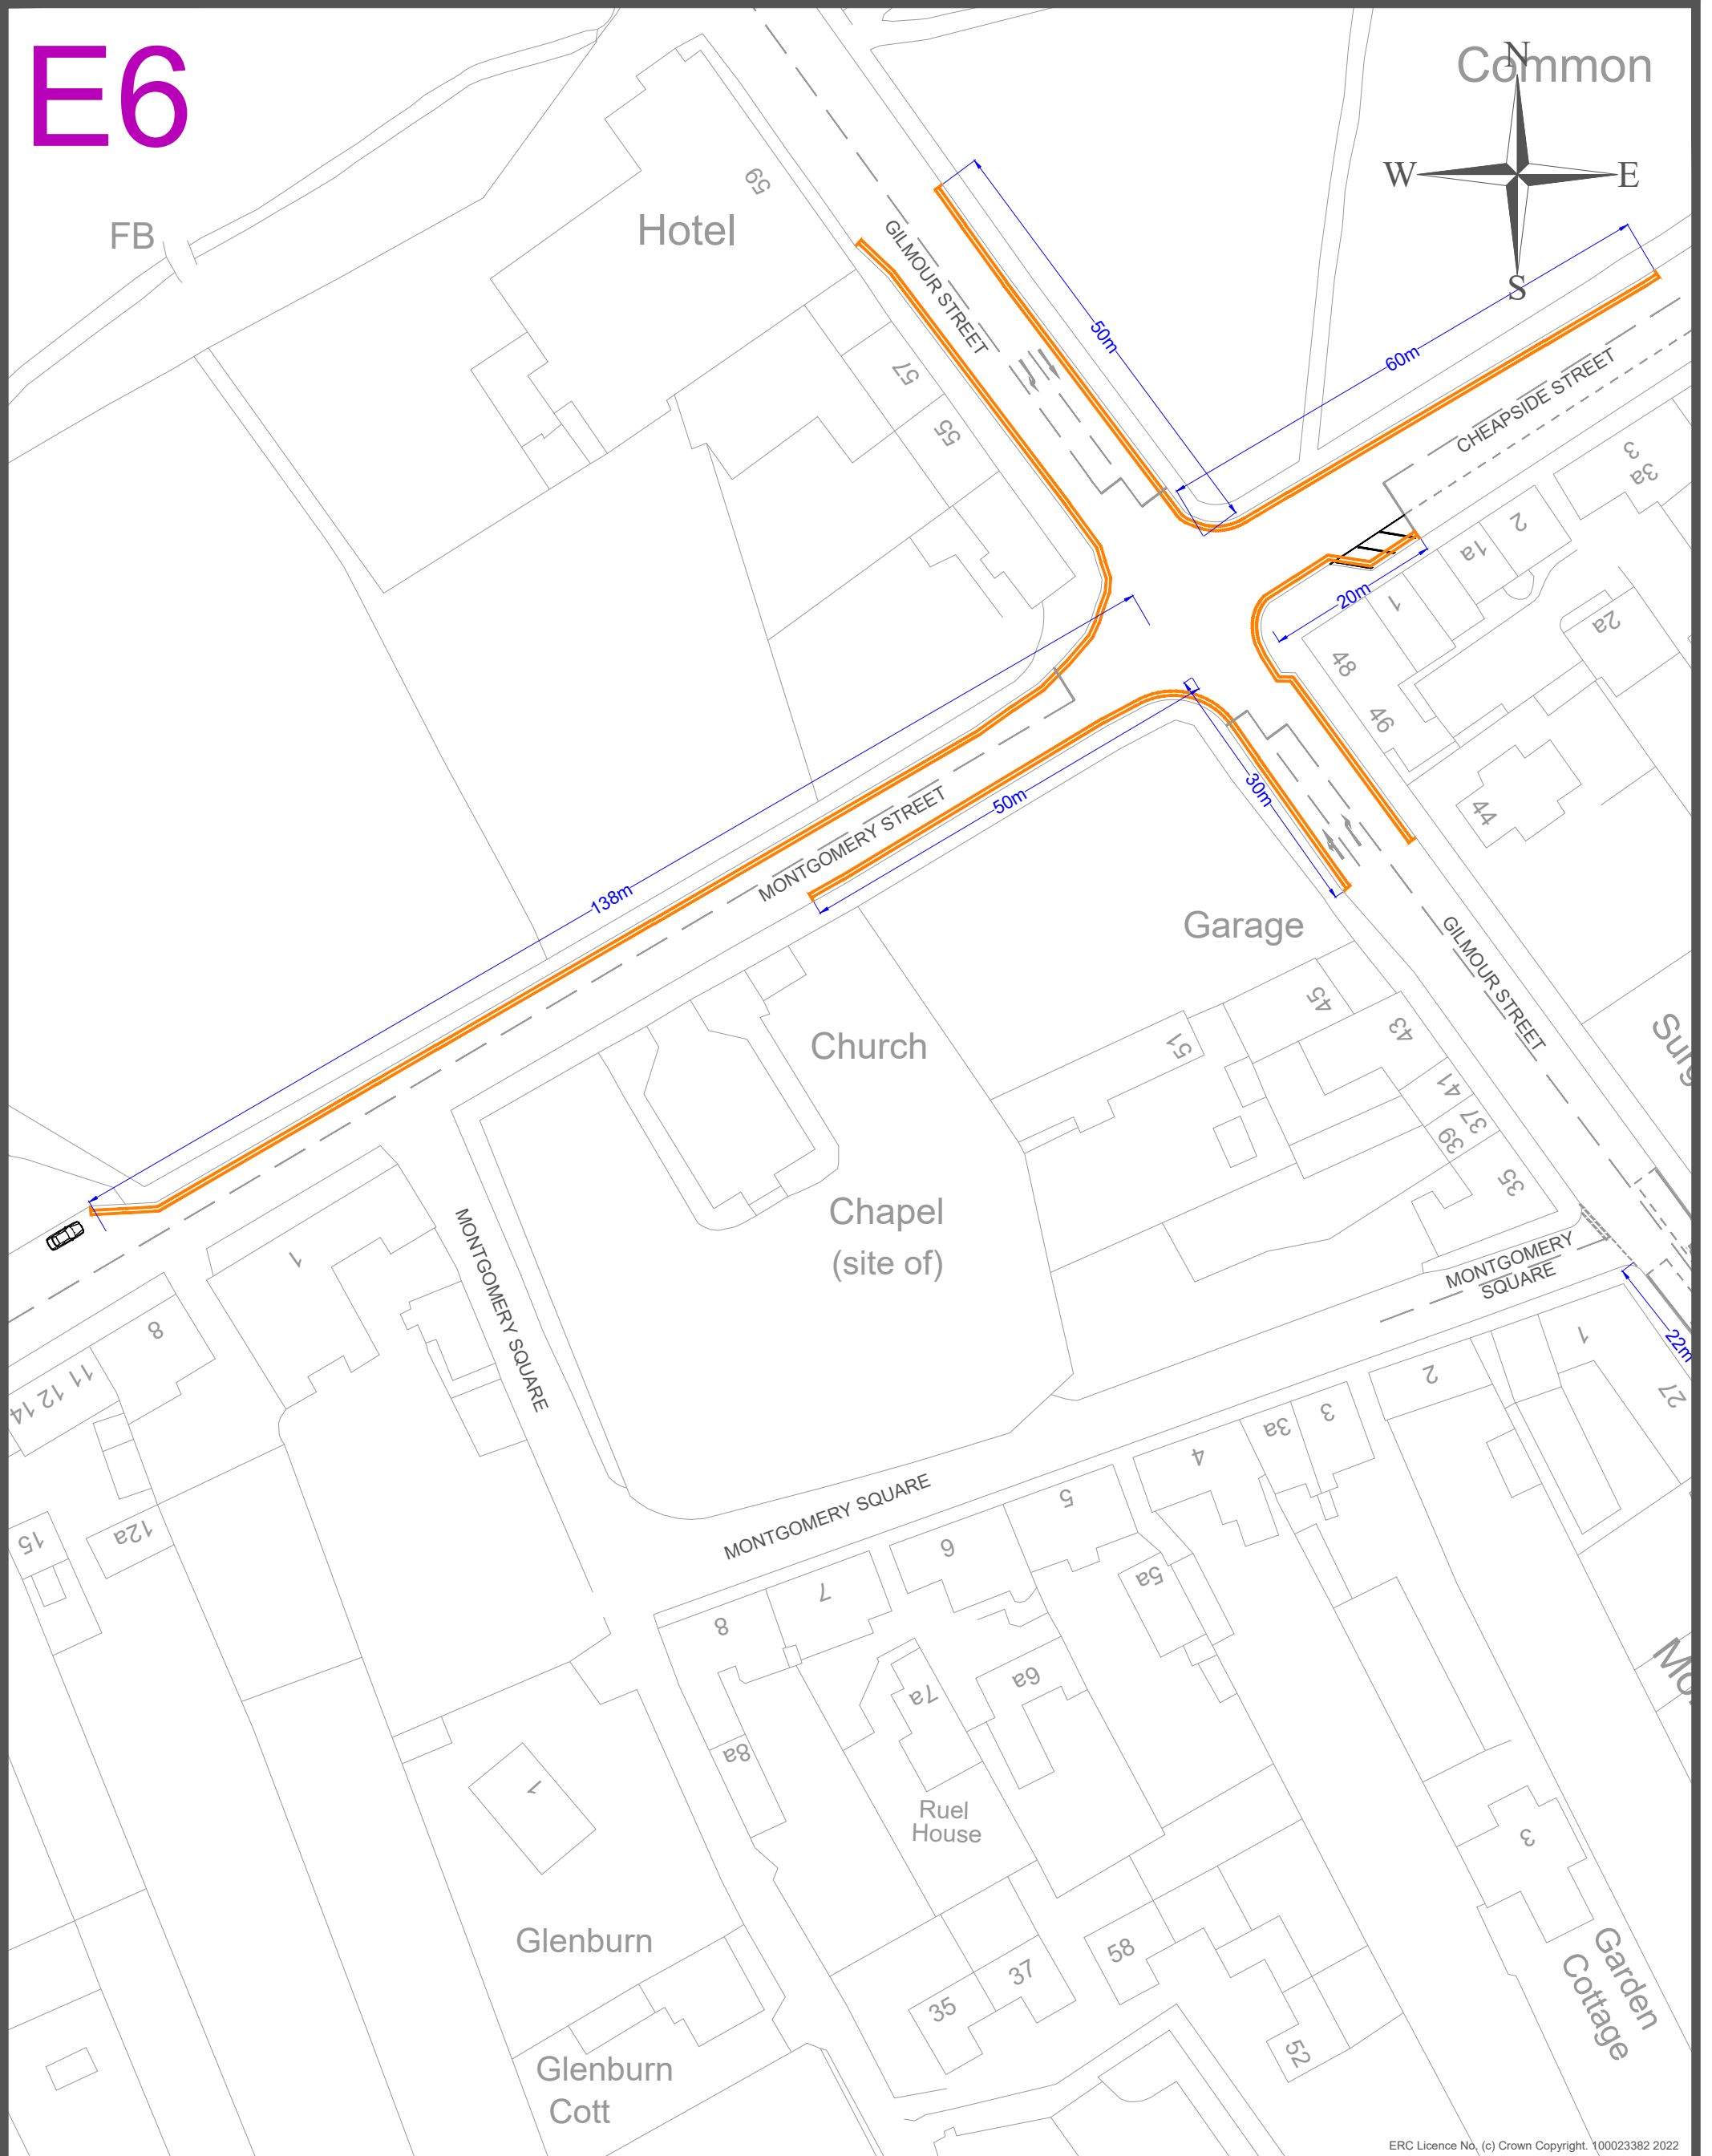 E6
Common
N
W
E
S
FB
Hotel
59
GILMOUR STREET
50m
60m
CHEAPSIDE STREET
57
55
3
3a
2
1a
1
20m
2a
48
46
44
MONTGOMERY STREET
50m
30m
138m
Garage
GILMOUR STREET
Church
45
43
51
41
37
39
35
Chapel
(site of)
MONTGOMERY
SQUARE
MONTGOMERY SQUARE
1
8
11 12 14
22m
1
2
27
3
3a
4
MONTGOMERY SQUARE
5
6
5a
7
8
15
12a
6a
7a
8a
1
Ruel
House
3
Glenburn
58
37
35
52
Garden
Cottage
Glenburn
Cott
ERC Licence No. (c) Crown Copyright. 100023382 2022